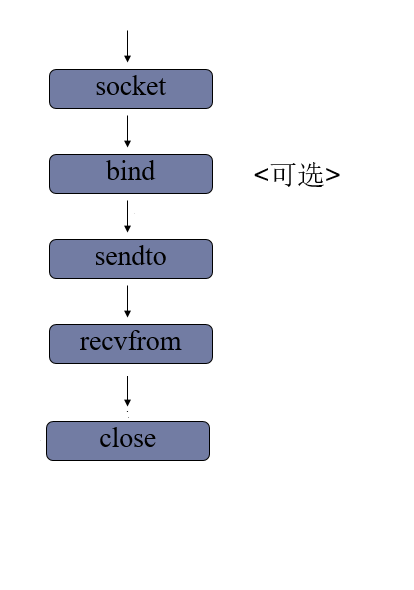 socket
bind <可选>
sendto
recvfrom
close